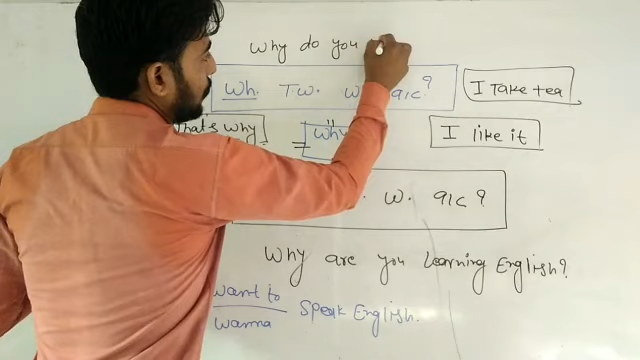 Why do you
Wh. T.w. w a/c? I Take tea
That's why = why I like it
. w. a/c?
Why are you Learning English?
want to
wanna Speak English.